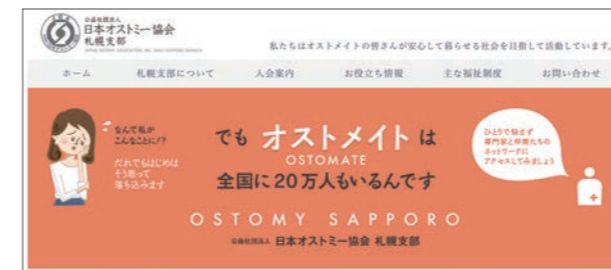 公益社団法人
日本オストミー協会
札幌支部
JAPAN OSTOMY ASSOCIATION, INC. (JOA) SAPPORO BRANCH
私たちはオストメイトの皆さんが安心して暮らせる社会を目指して活動しています。
ホーム 札幌支部について 入会案内 お役立ち情報 主な福祉制度 お問い合わせ
なんで私が
こんなことに!?
だれでもはじめは
そう思って
落ち込みます
でも オストメイト は
OSTOMATE
全国に20万人もいるんです
ひとりで悩まず
専門家と仲間たちの
ネットワークに
アクセスしてみましょう
OSTOMY SAPPORO
公益社団法人 日本オストミー協会 札幌支部